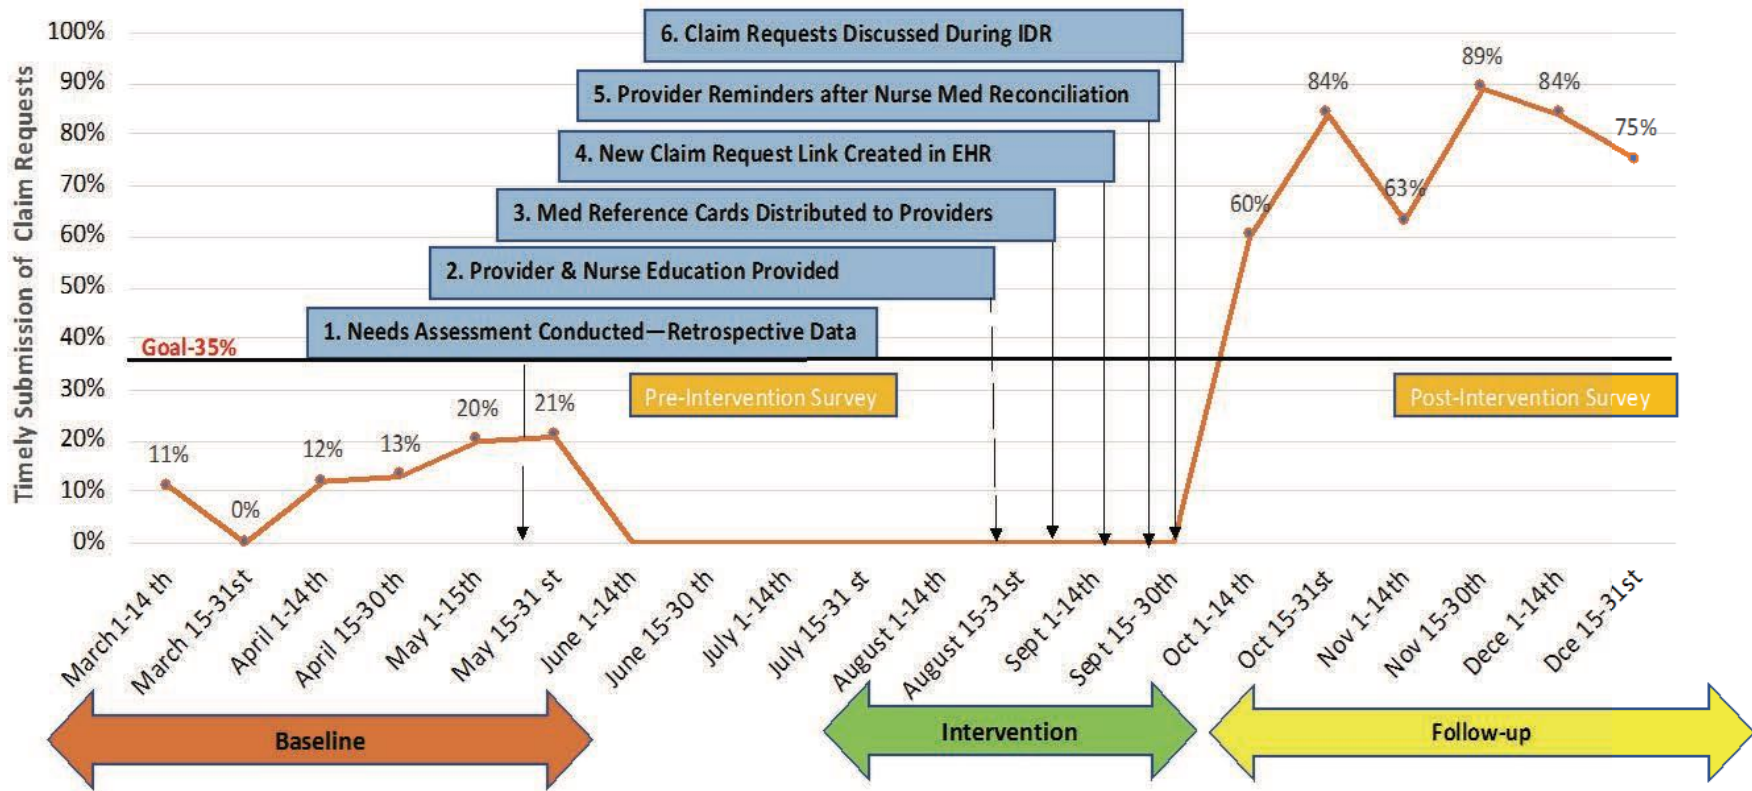 Timely Submission of Claim Requests
100%
90%
80%
70%
60%
50%
40%
30%
20%
10%
0%
6. Claim Requests Discussed During IDR
5. Provider Reminders after Nurse Med Reconciliation
4. New Claim Request Link Created in EHR
3. Med Reference Cards Distributed to Providers
2. Provider & Nurse Education Provided
1. Needs Assessment Conducted—Retrospective Data
Goal-35%
Pre-Intervention Survey
Post-Intervention Survey
11%
0%
12%
13%
20%
21%
60%
84%
63%
89%
84%
75%
March 1-14 th
March 15-31st
April 1-14th
April 15-30 th
May 1-15th
May 15-31 st
June 1-14th
June 15-30 th
July 1-14th
July 15-31 st
August 1-14th
August 15-31st
Sept 1-14th
Sept 15-30th
Oct 1-14 th
Oct 15-31st
Nov 1-14th
Nov 15-30th
Dece 1-14th
Dce 15-31st
Baseline
Intervention
Follow-up